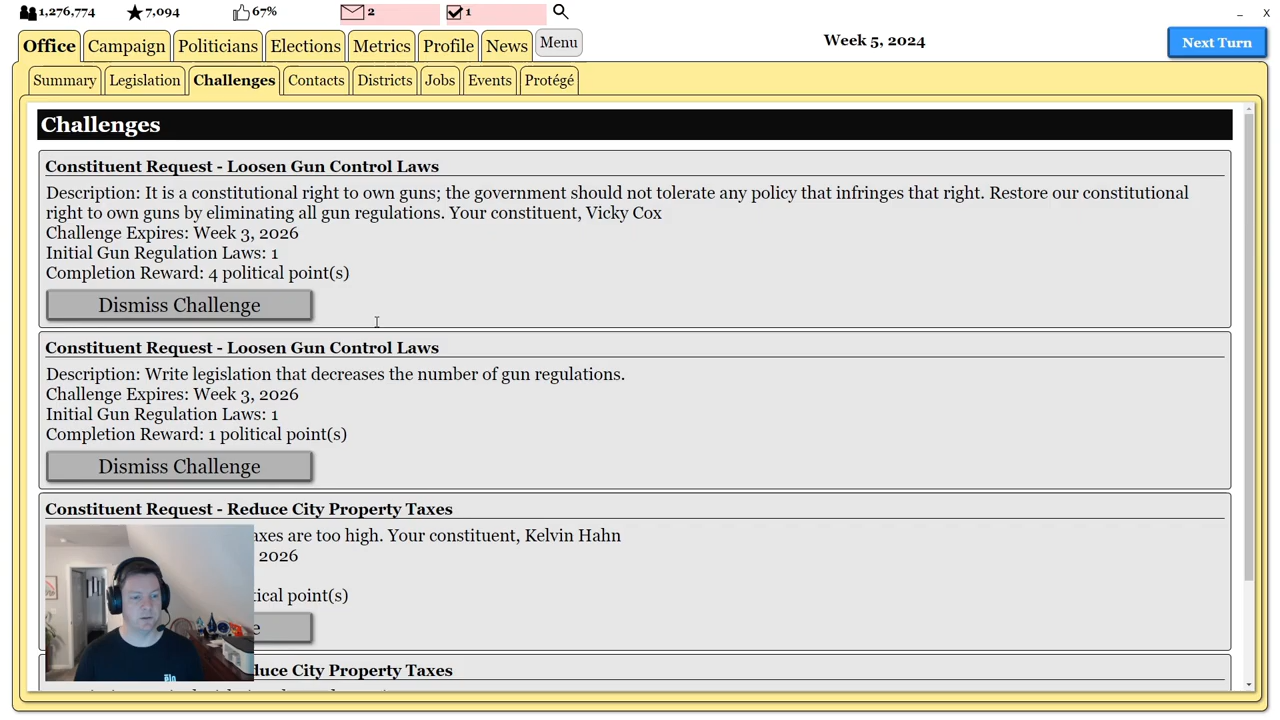 1,276,774 7,094 67% 2 1
_ X
Office Campaign Politicians Elections Metrics Profile News Menu
Week 5, 2024
Next Turn
Summary Legislation Challenges Contacts Districts Jobs Events Protégé
Challenges
Constituent Request - Loosen Gun Control Laws
Description: It is a constitutional right to own guns; the government should not tolerate any policy that infringes that right. Restore our constitutional
right to own guns by eliminating all gun regulations. Your constituent, Vicky Cox
Challenge Expires: Week 3, 2026
Initial Gun Regulation Laws: 1
Completion Reward: 4 political point(s)
Dismiss Challenge
Constituent Request - Loosen Gun Control Laws
Description: Write legislation that decreases the number of gun regulations.
Challenge Expires: Week 3, 2026
Initial Gun Regulation Laws: 1
Completion Reward: 1 political point(s)
Dismiss Challenge
Constituent Request - Reduce City Property Taxes
axes are too high. Your constituent, Kelvin Hahn
2026
tical point(s)
duce City Property Taxes